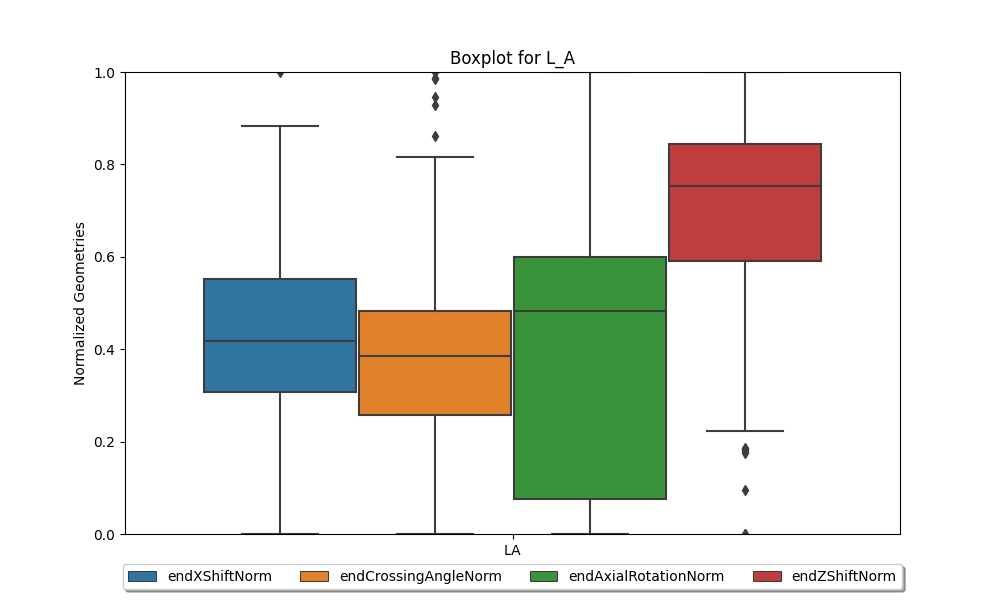 Boxplot for L_A
1.0
0.8
0.6
0.4
0.2
0.0
Normalized Geometries
LA
endXShiftNorm endCrossingAngleNorm endAxialRotationNorm endZShiftNorm